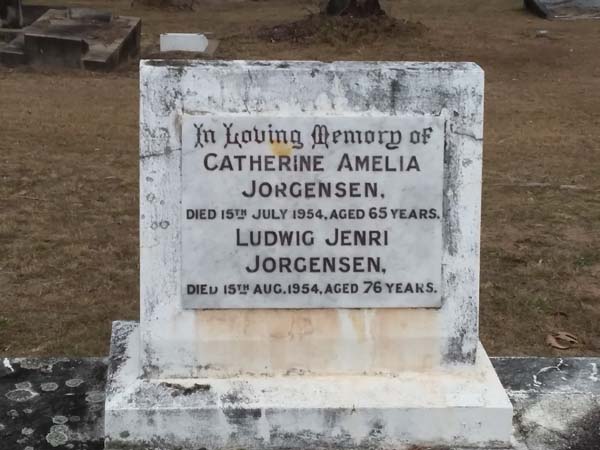 In Loving Memory of
CATHERINE AMELIA
JORGENSEN,
DIED 15TH JULY 1954, AGED 65 YEARS.
LUDWIG JENRI
JORGENSEN,
DIED 15TH AUG. 1954, AGED 76 YEARS.